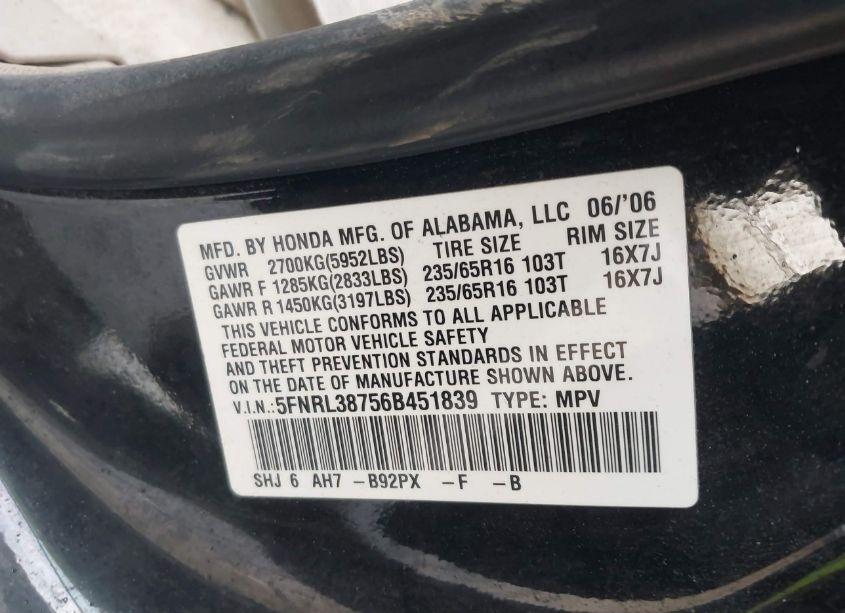 MFD. BY HONDA MFG. OF ALABAMA, LLC 06/'06
GVWR 2700KG(5952LBS) TIRE SIZE RIM SIZE
GAWR F 1285KG(2833LBS) 235/65R16 103T 16X7J
GAWR R 1450KG(3197LBS) 235/65R16 103T 16X7J
THIS VEHICLE CONFORMS TO ALL APPLICABLE
FEDERAL MOTOR VEHICLE SAFETY
AND THEFT PREVENTION STANDARDS IN EFFECT
ON THE DATE OF MANUFACTURE SHOWN ABOVE.
V.I.N.:5FNRL38756B451839 TYPE: MPV
SHJ 6 AH7 -B92PX -F -B